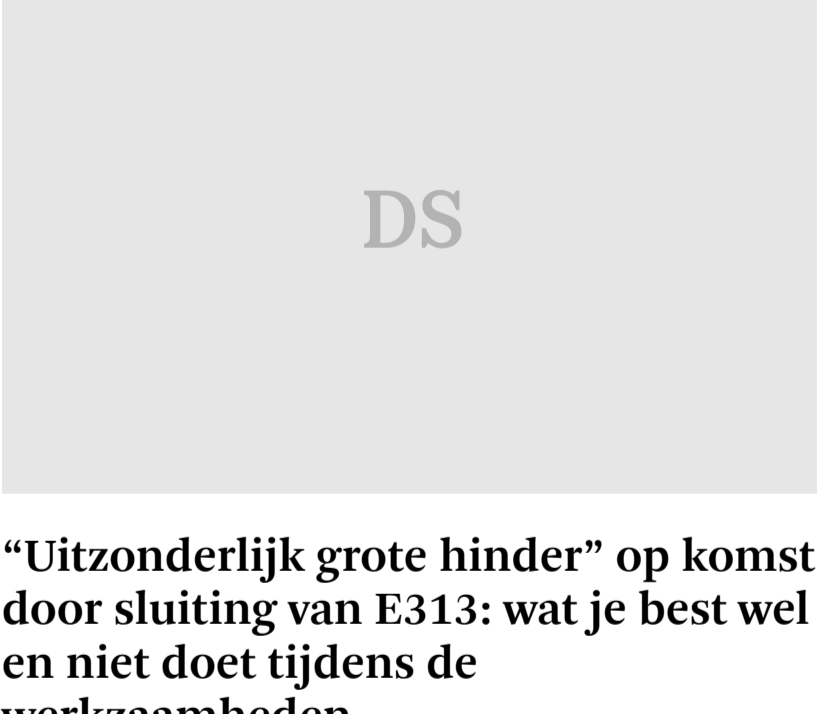 DS
“Uitzonderlijk grote hinder” op komst
door sluiting van E313: wat je best wel
en niet doet tijdens de
werkzaamheden